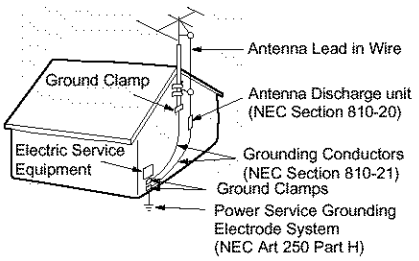 Antenna Lead in Wire
Ground Clamp
Antenna Discharge unit
(NEC Section 810-20)
Electric Service
Equipment
Grounding Conductors
(NEC Section 810-21)
Ground Clamps
Power Service Grounding
Electrode System
(NEC Art 250 Part H)